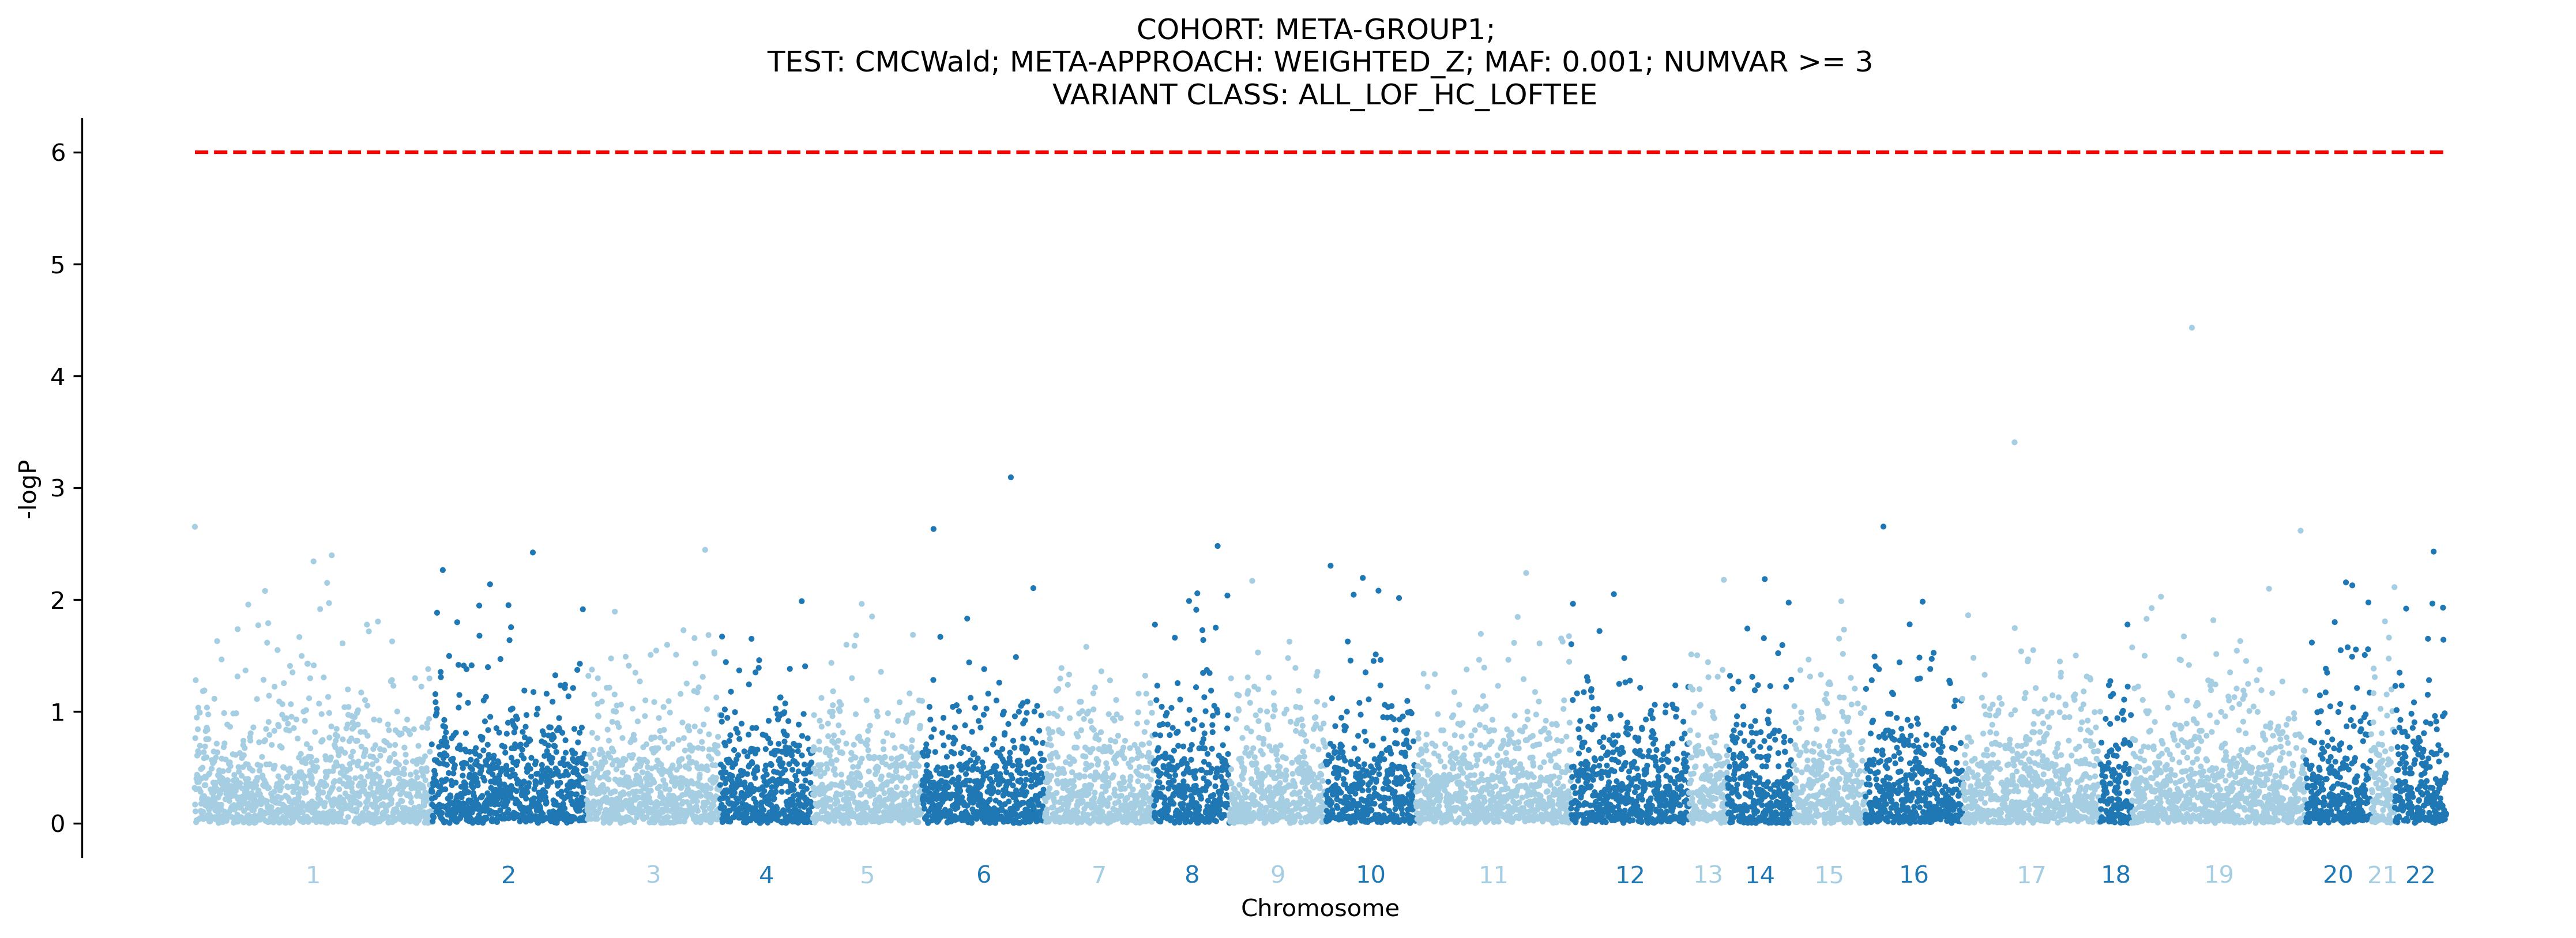 COHORT: META-GROUP1;
TEST: CMCWald; META-APPROACH: WEIGHTED_Z; MAF: 0.001; NUMVAR >= 3
VARIANT CLASS: ALL_LOF_HC_LOFTEE
6
5
4
3
2
1
0
-logP
1 2 3 4 5 6 7 8 9 10 11 12 13 14 15 16 17 18 19 20 21 22
Chromosome